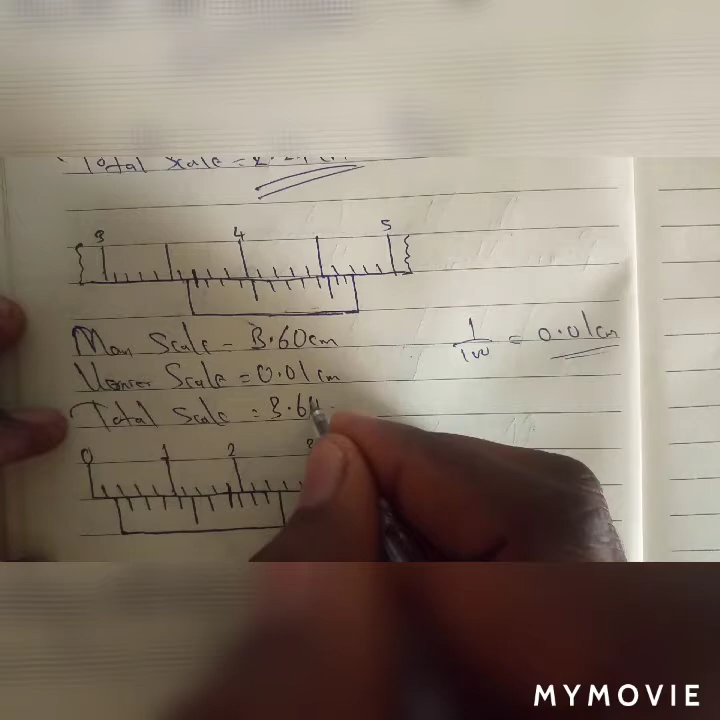 Total Scale =
3 4 5
Main Scale = 3.60cm
1/100 = 0.01cm
Vernier Scale = 0.01cm
Total Scale = 3.61
0 1 2
MYMOVIE